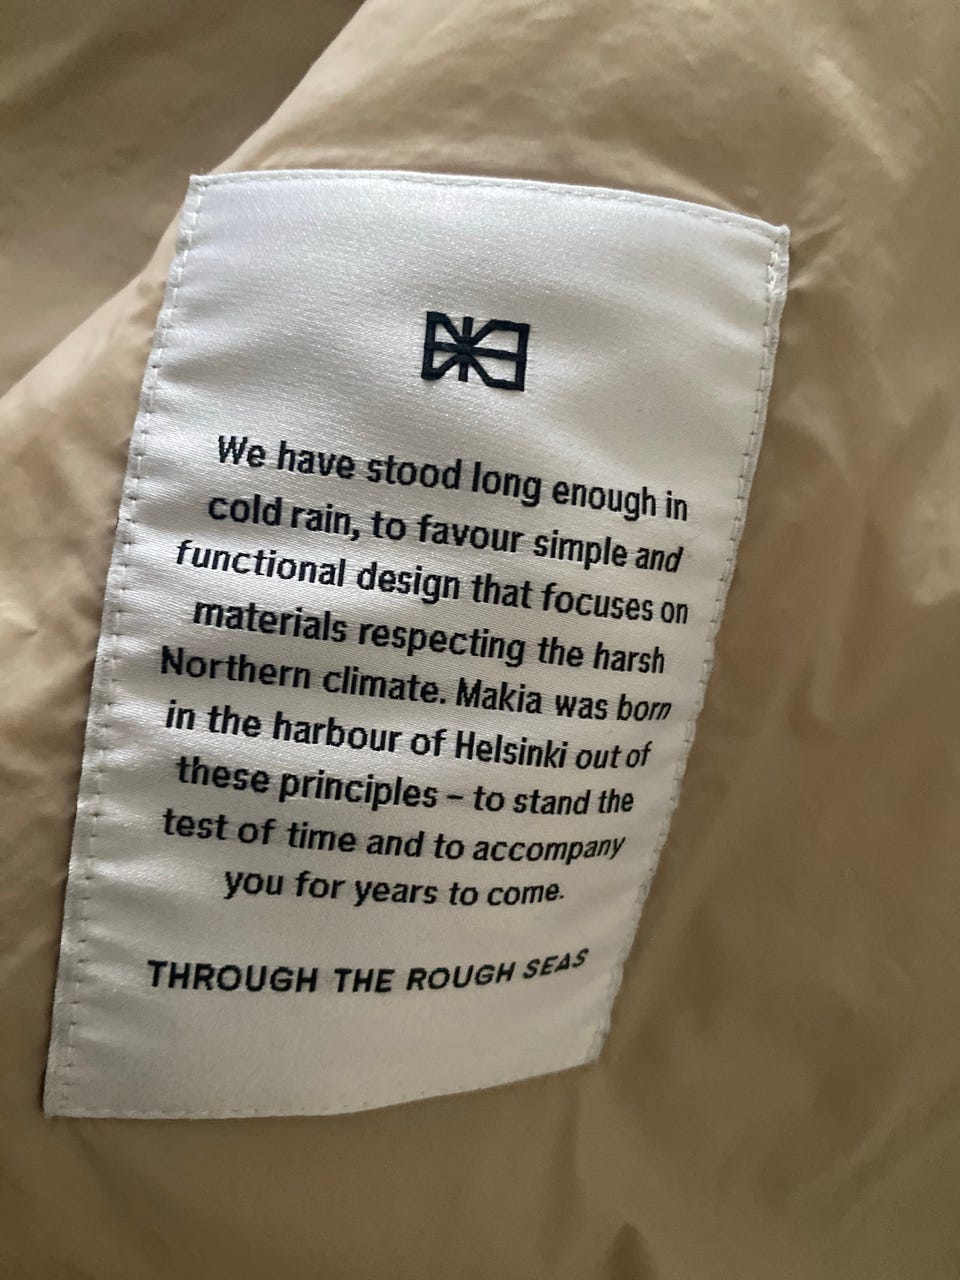 We have stood long enough in
cold rain, to favour simple and
functional design that focuses on
materials respecting the harsh
Northern climate. Makia was born
in the harbour of Helsinki out of
these principles – to stand the
test of time and to accompany
you for years to come.
THROUGH THE ROUGH SEAS